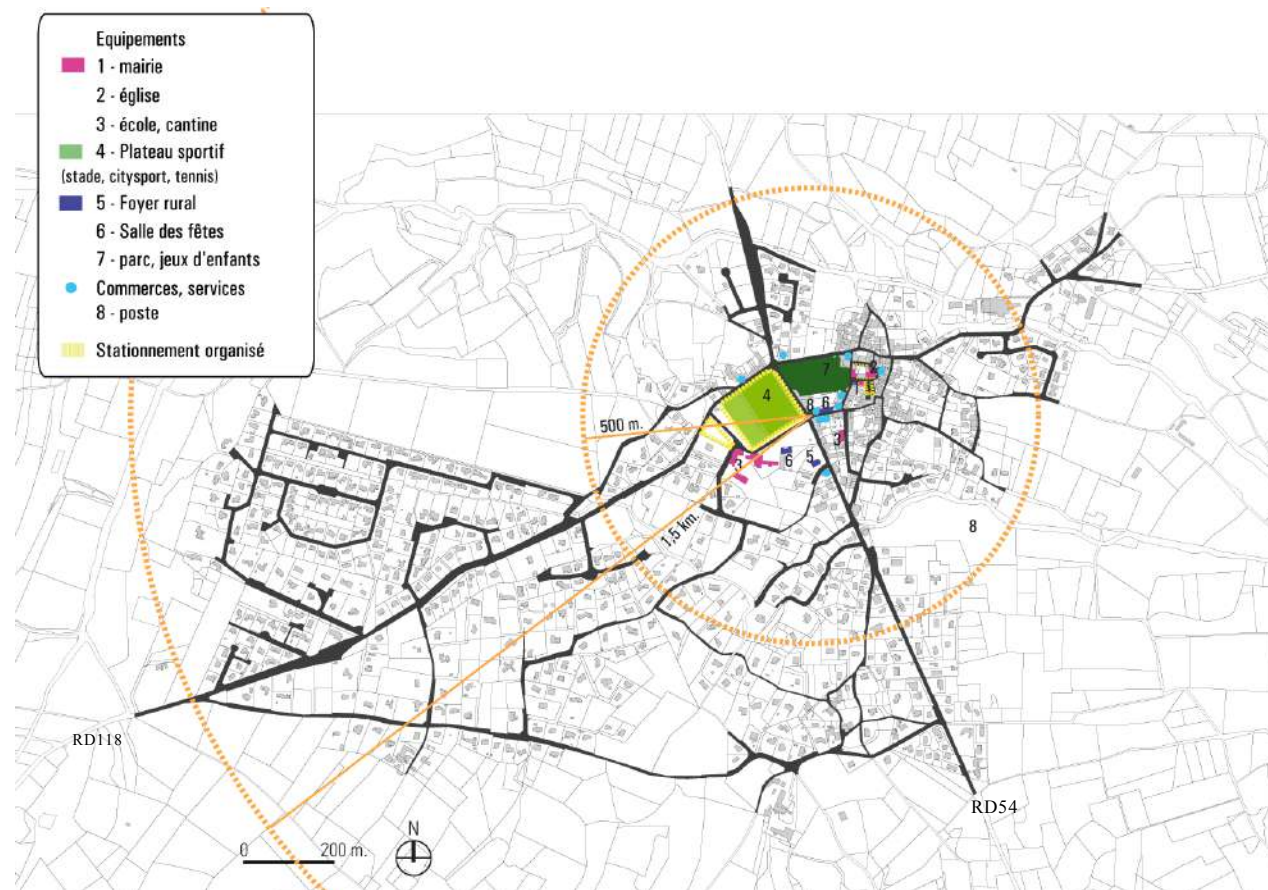 Equipements
1 - mairie
2 - église
3 - école, cantine
4 - Plateau sportif
(stade, citysport, tennis)
5 - Foyer rural
6 - Salle des fêtes
7 - parc, jeux d'enfants
Commerces, services
8 - poste
Stationnement organisé
7
2
1
4
8 6
500 m.
3
3
6
5
1,5 km.
8
RD118
RD54
N
0 200 m.